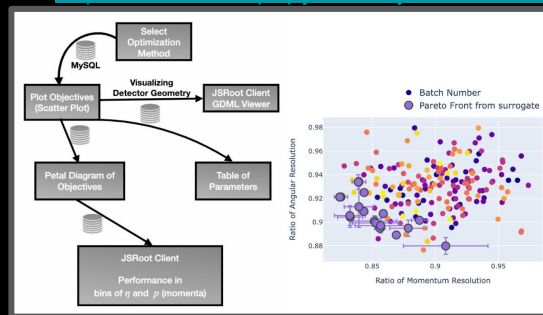 Select
Optimization
Method
MySQL
Visualizing
Detector Geometry
Plot Objectives
(Scatter Plot)
JSRoot Client
GDML Viewer
Petal Diagram of
Objectives
Table of
Parameters
JSRoot Client
Performance in
bins of η and p (momenta)
Batch Number
Pareto Front from surrogate
0.98
0.96
0.94
0.92
0.9
0.88
Ratio of Angular Resolution
0.85
0.9
0.95
Ratio of Momentum Resolution